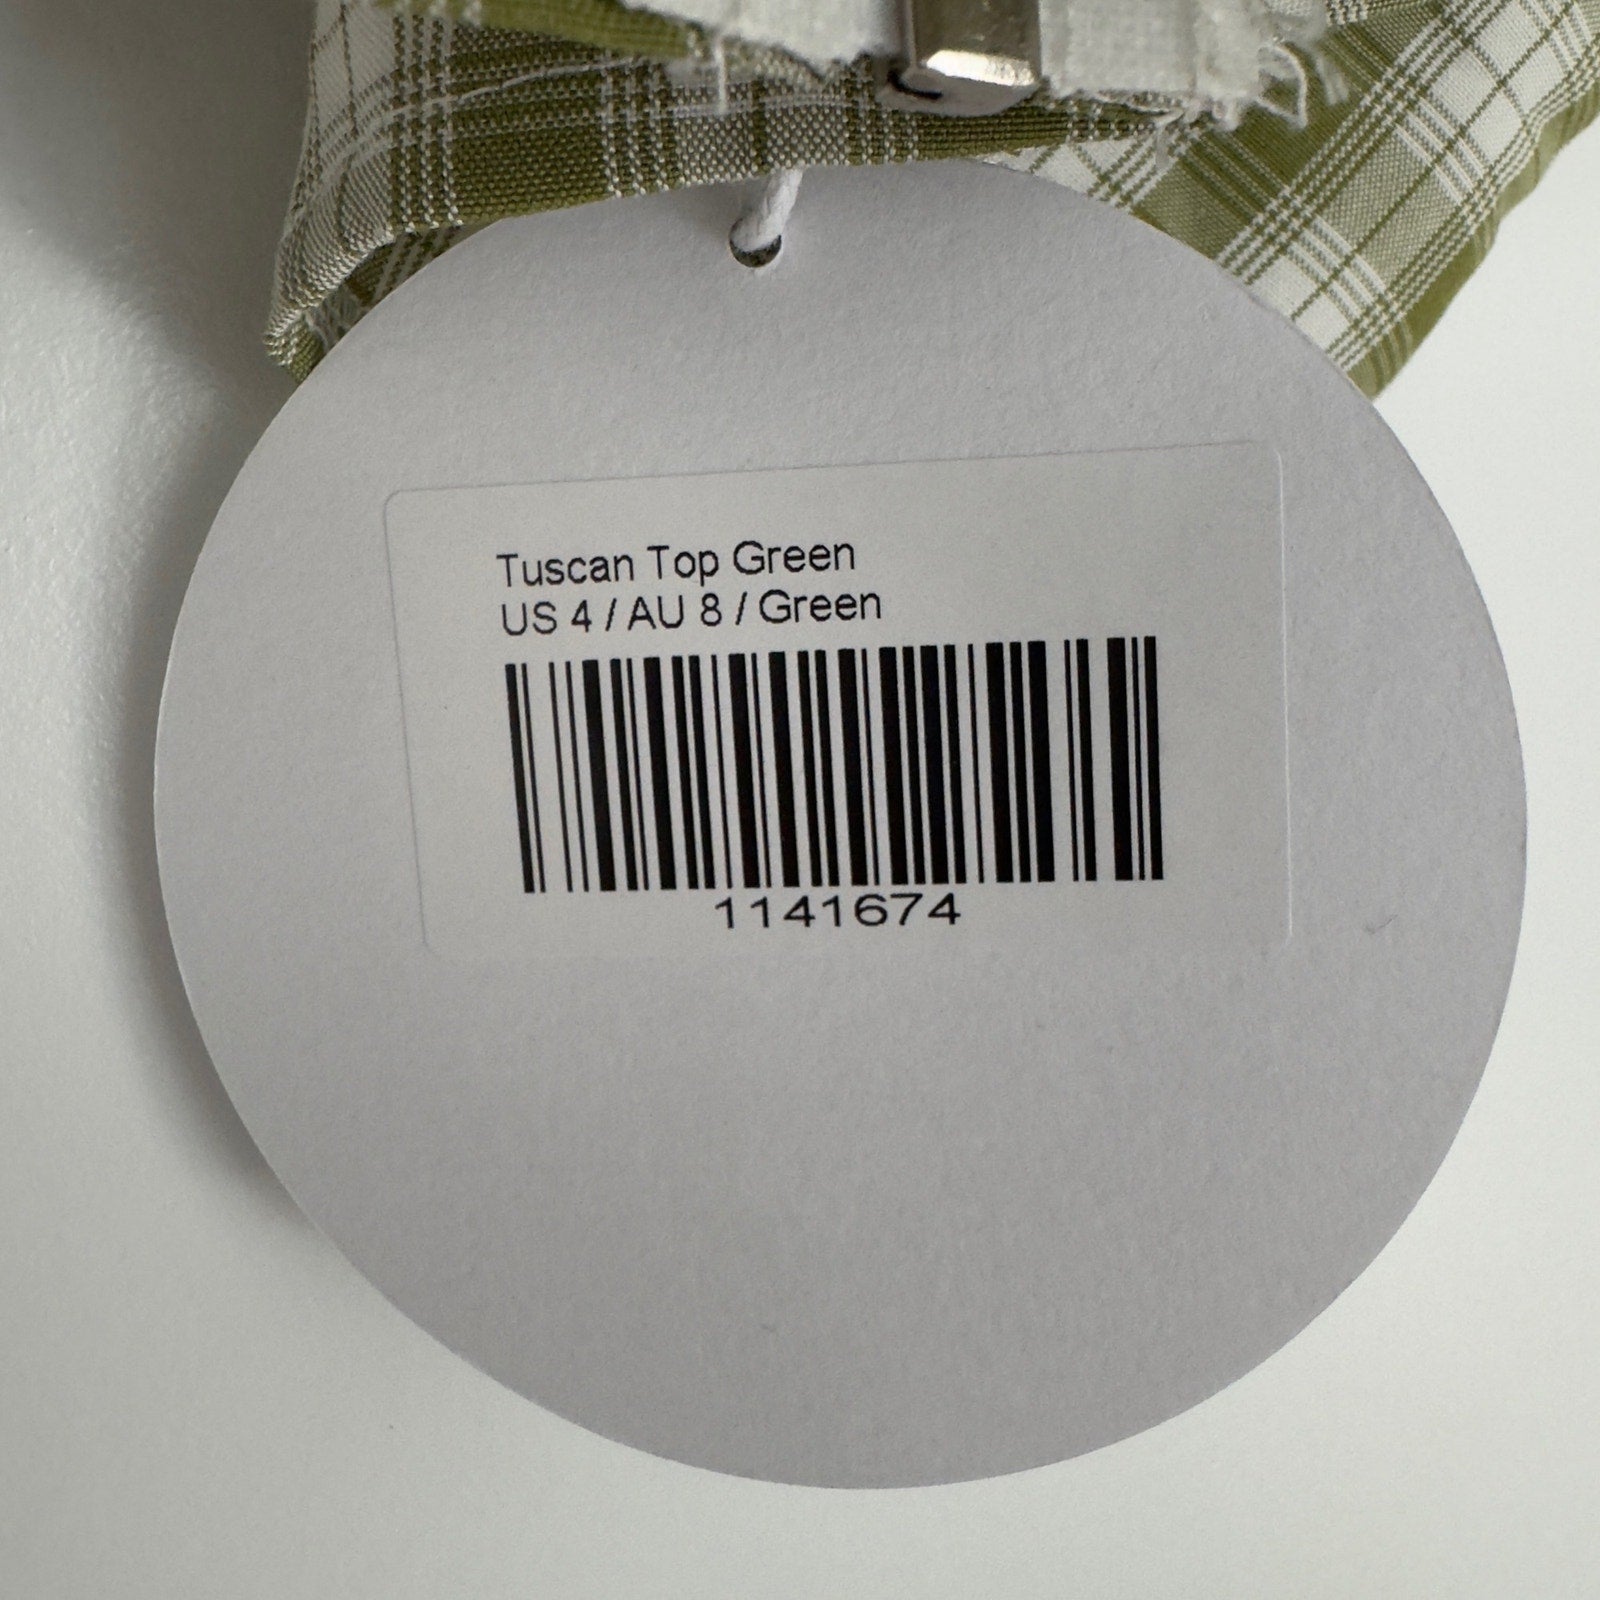 Tuscan Top Green
US 4 / AU 8 / Green
1141674